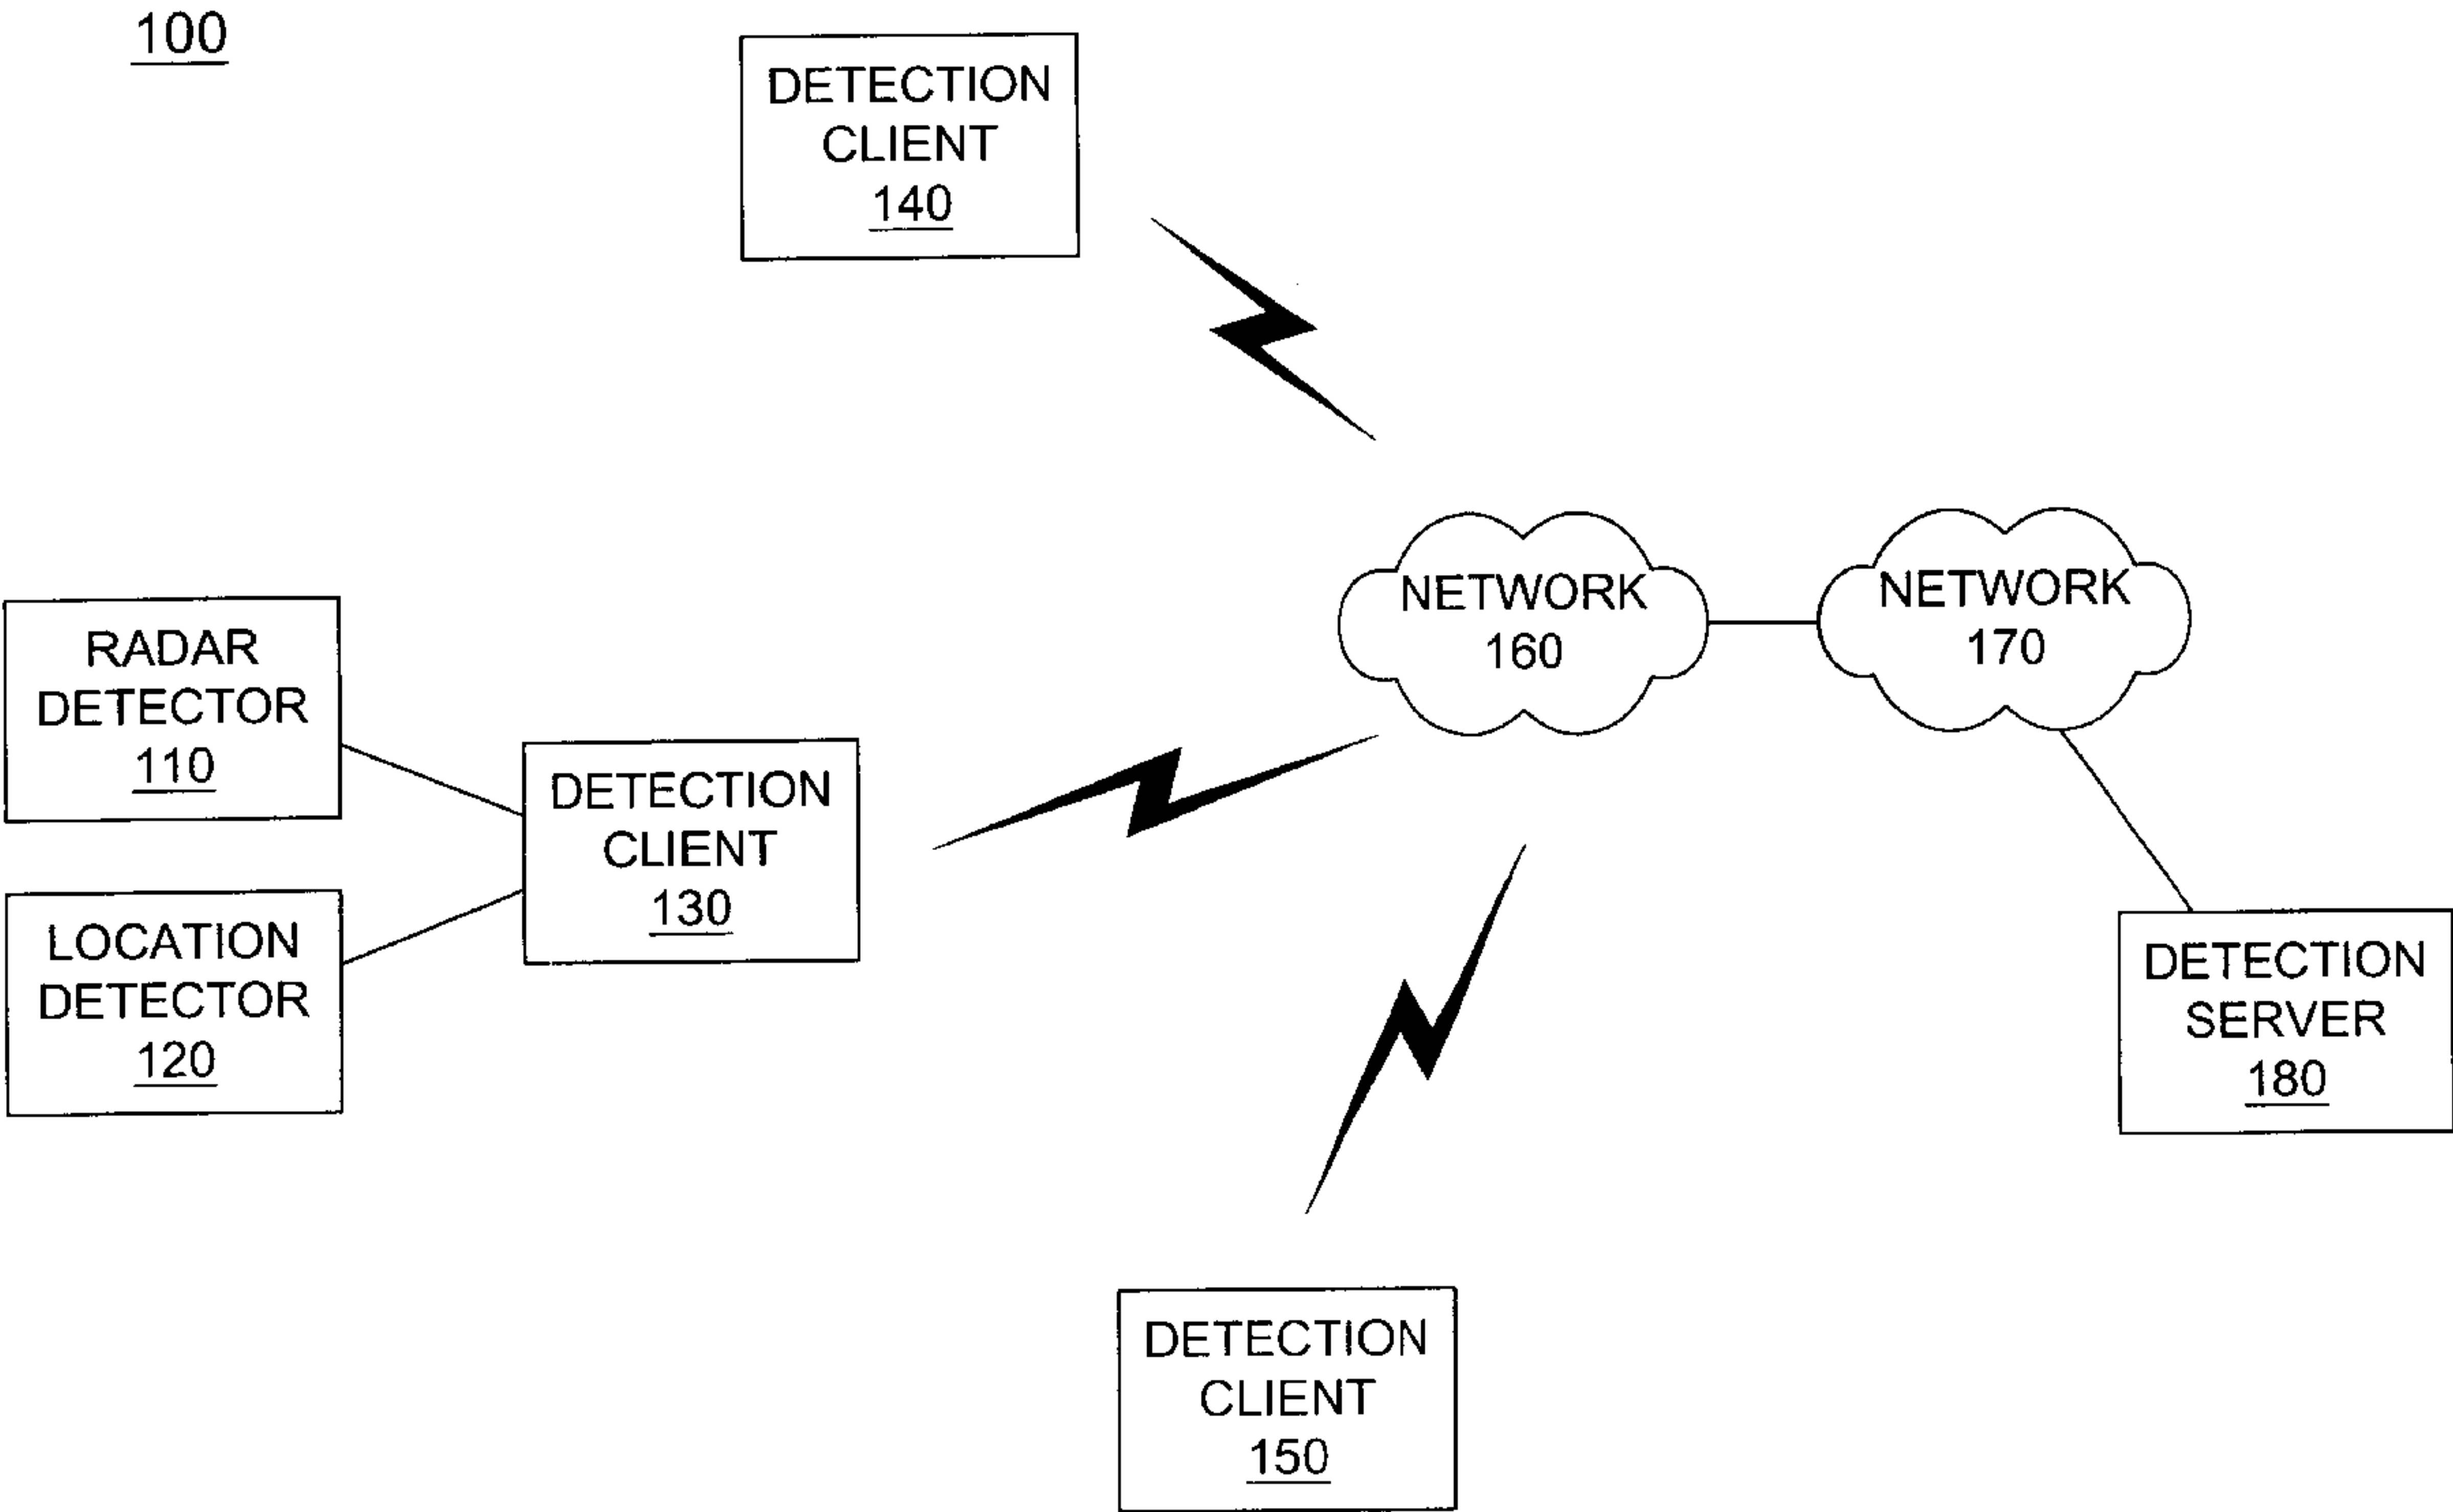 100
DETECTION
CLIENT
140
NETWORK
160
NETWORK
170
RADAR
DETECTOR
110
DETECTION
CLIENT
130
LOCATION
DETECTOR
120
DETECTION
SERVER
180
DETECTION
CLIENT
150